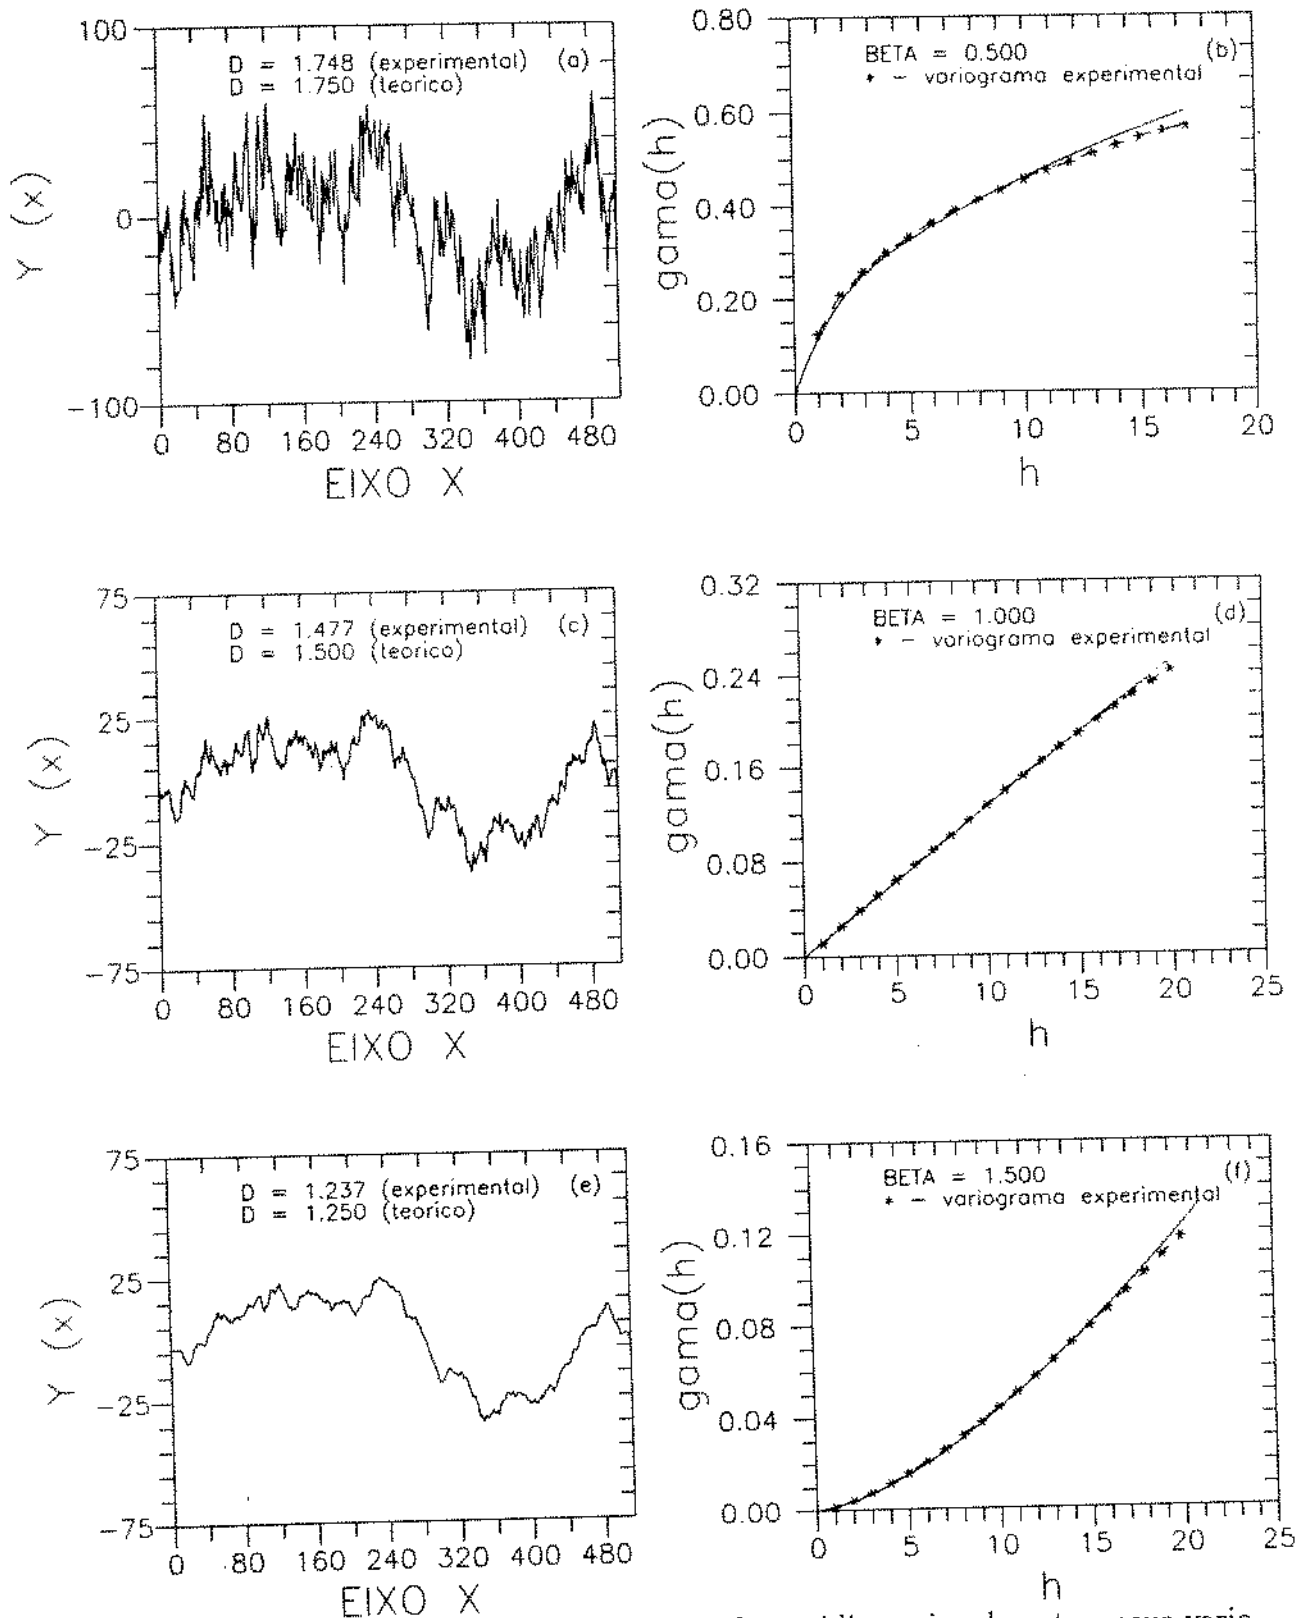 100
0
-100
Y (x)
D = 1.748 (experimental) (a)
D = 1.750 (teorico)
0 80 160 240 320 400 480
EIXO X
0.80
0.60
0.40
0.20
0.00
gama(h)
BETA = 0.500 (b)
* - variograma experimental
0 5 10 15 20
h
75
25
-25
-75
Y (x)
D = 1.477 (experimental) (c)
D = 1.500 (teorico)
0 80 160 240 320 400 480
EIXO X
0.32
0.24
0.16
0.08
0.00
gama(h)
BETA = 1.000 (d)
* - variograma experimental
0 5 10 15 20 25
h
75
25
-25
-75
Y (x)
D = 1.237 (experimental) (e)
D = 1.250 (teorico)
0 80 160 240 320 400 480
EIXO X
0.16
0.12
0.08
0.04
0.00
gama(h)
BETA = 1.500 (f)
* - variograma experimental
0 5 10 15 20 25
h